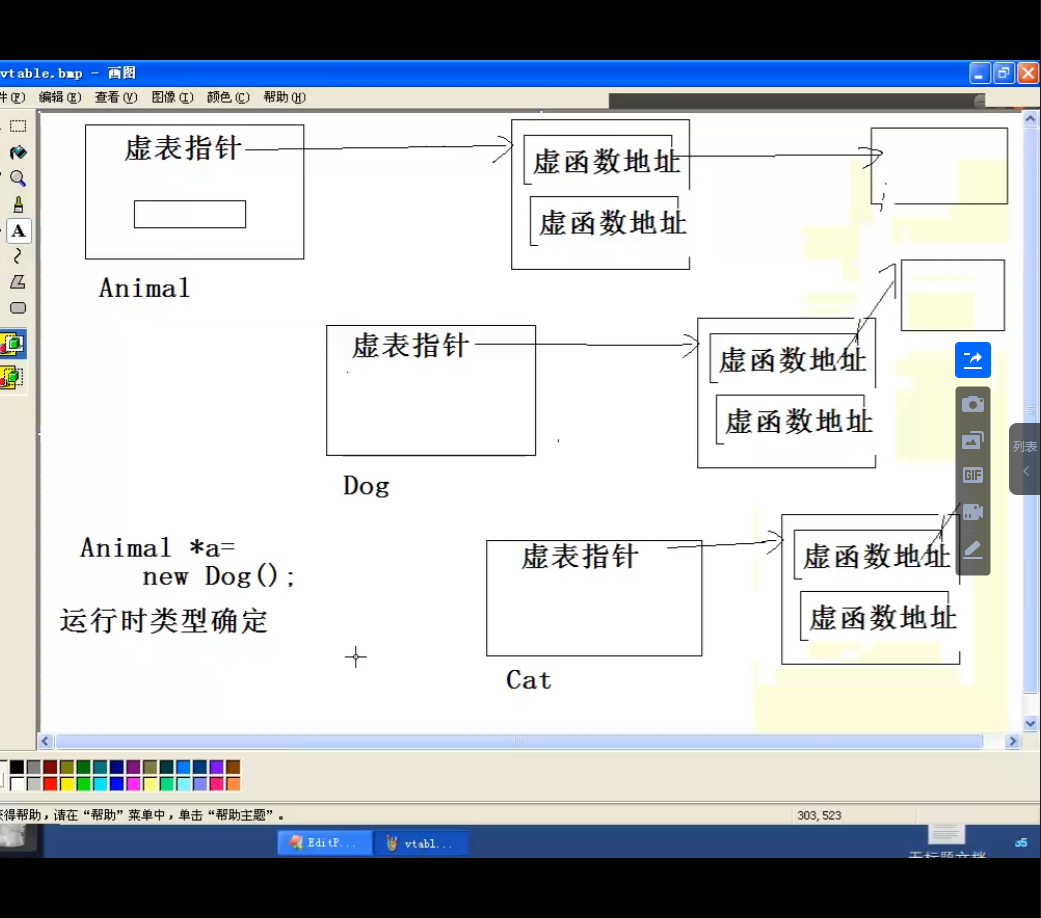 vtable.bmp - 画图
件(F) 编辑(E) 查看(V) 图像(I) 颜色(C) 帮助(H)
虚表指针
虚函数地址
虚函数地址
Animal
虚表指针
虚函数地址
虚函数地址
Dog
列表
GIF
Animal *a=
new Dog();
运行时类型确定
虚表指针
虚函数地址
虚函数地址
Cat
获得帮助，请在“帮助”菜单中，单击“帮助主题”。
303,523
EditP...
vtabl...
无标题文档
35